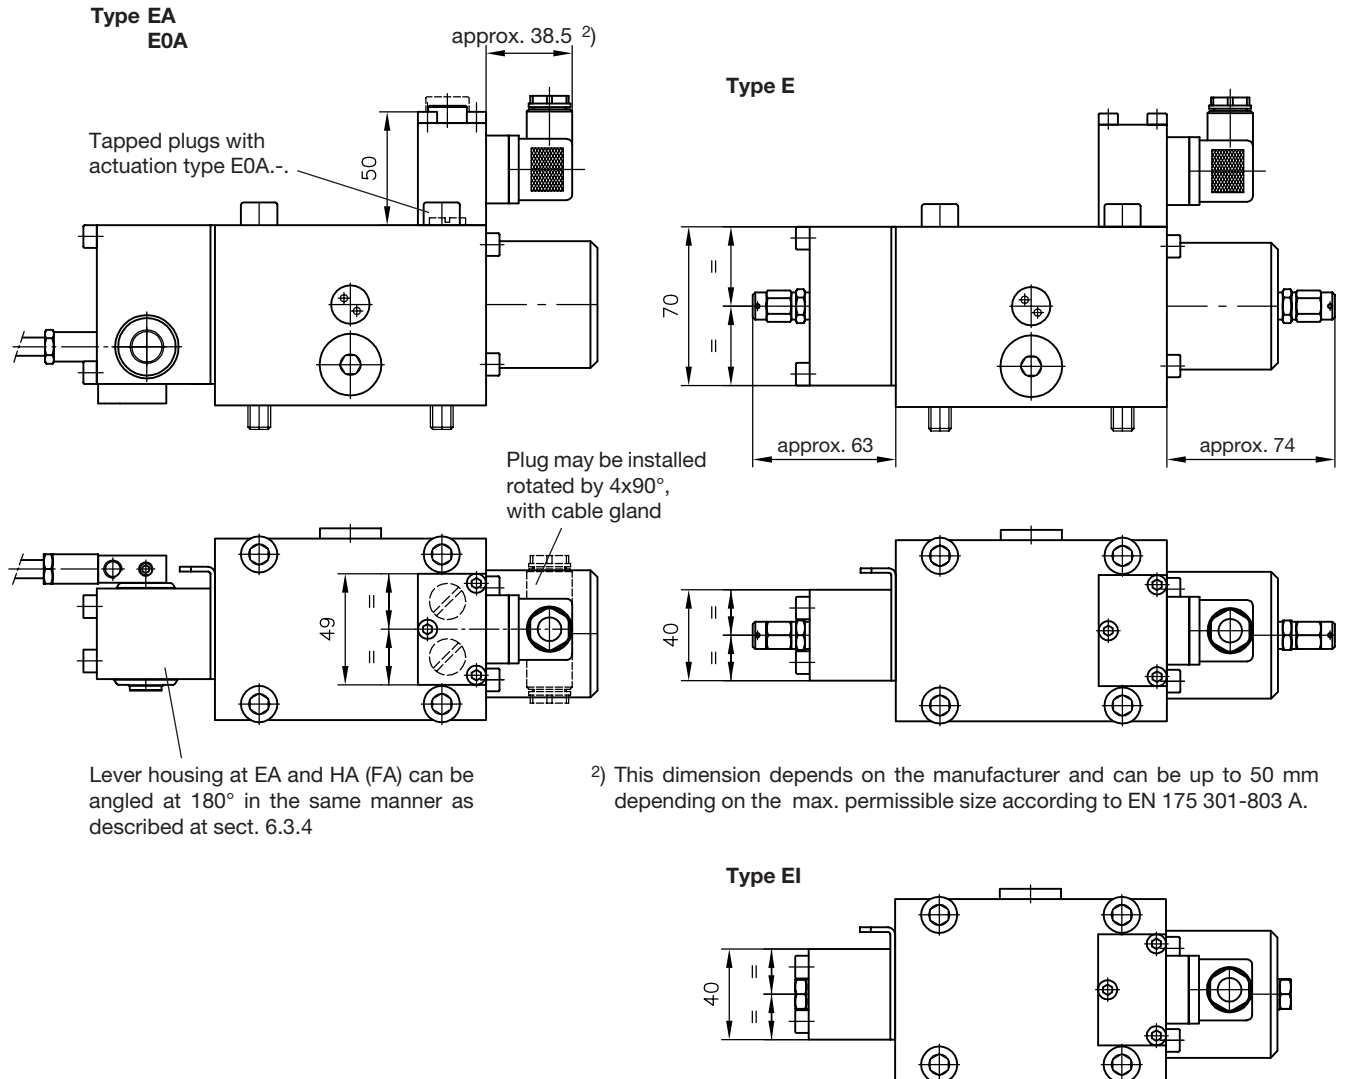 Type EA
E0A
approx. 38.5 2)
Type E
Tapped plugs with
actuation type E0A.-.
50
70
=
=
approx. 63
approx. 74
Plug may be installed
rotated by 4x90°,
with cable gland
49
=
=
40
=
=
Lever housing at EA and HA (FA) can be
angled at 180° in the same manner as
described at sect. 6.3.4
2) This dimension depends on the manufacturer and can be up to 50 mm
depending on the max. permissible size according to EN 175 301-803 A.
Type EI
40
=
=